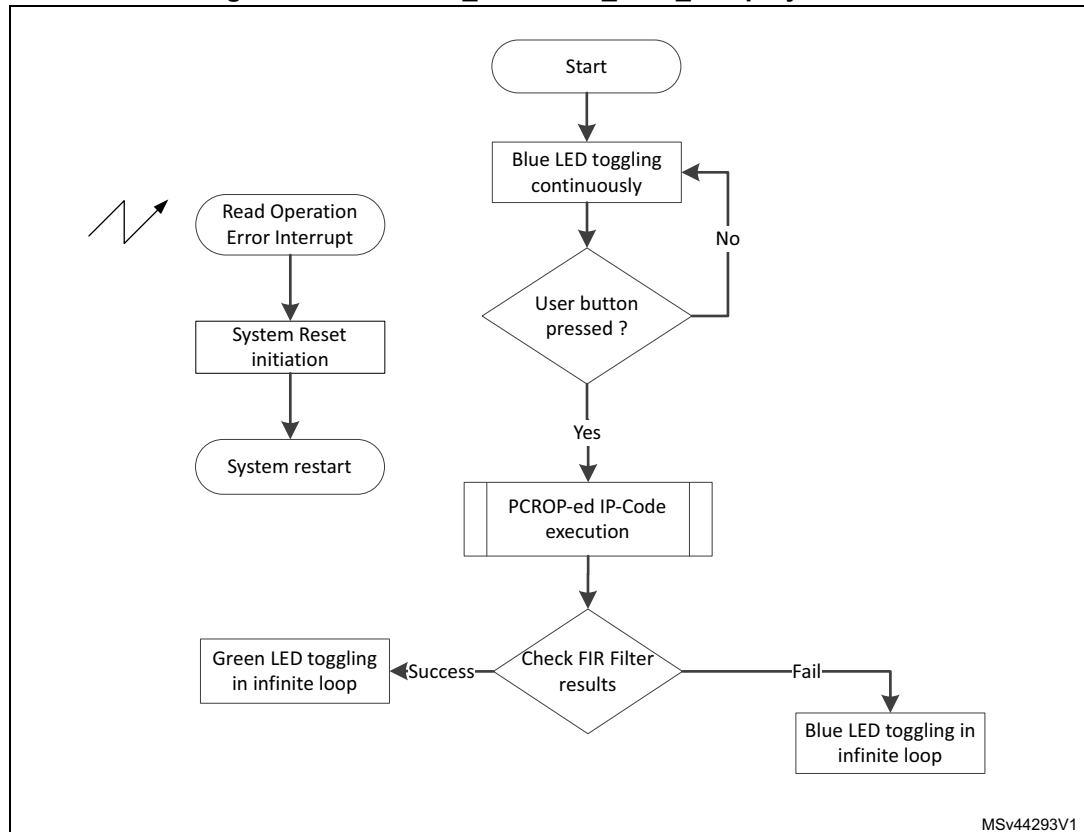 Start
Blue LED toggling
continuously
No
User button
pressed ?
Yes
PCROP-ed IP-Code
execution
Check FIR Filter
results
Success
Green LED toggling
in infinite loop
Fail
Blue LED toggling in
infinite loop
Read Operation
Error Interrupt
System Reset
initiation
System restart
MSv44293V1